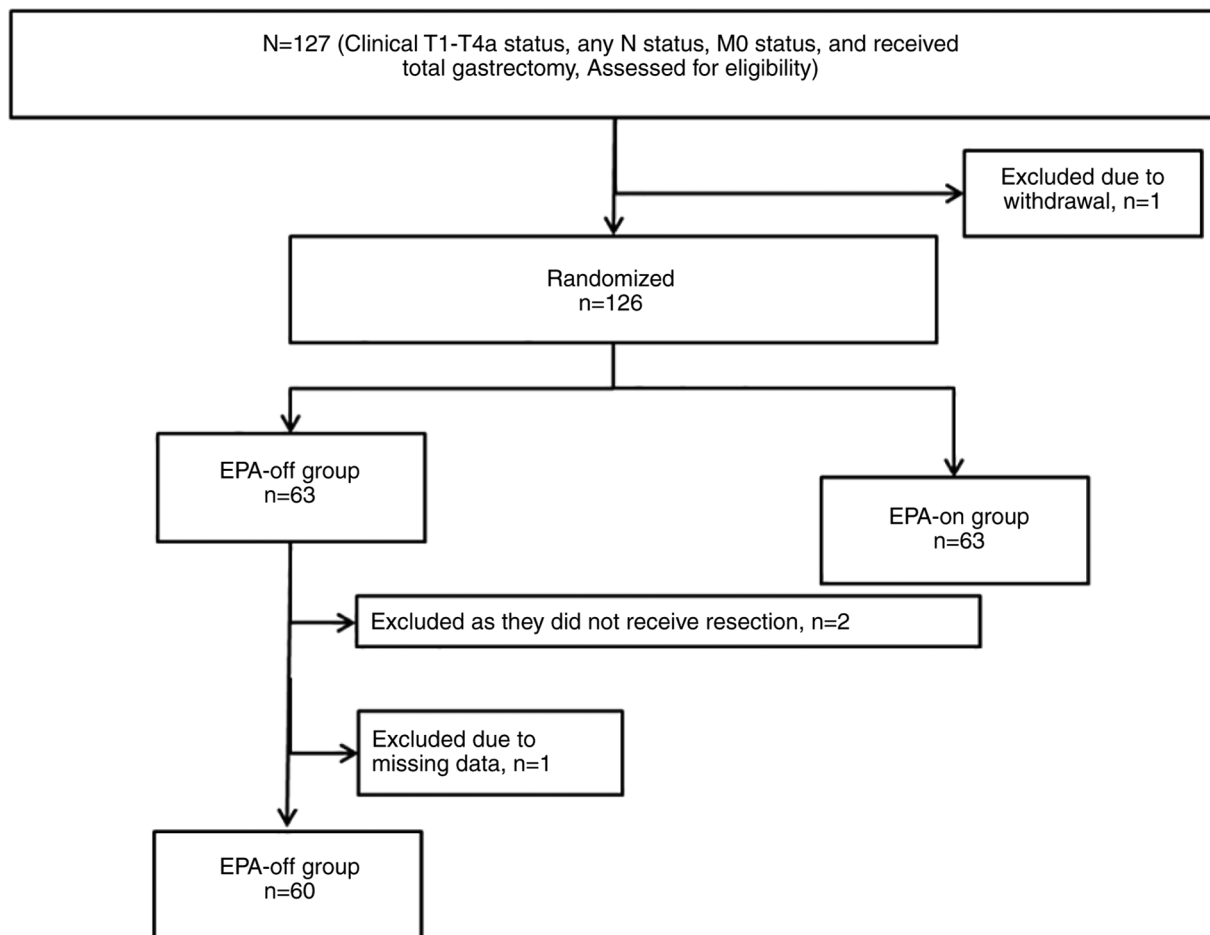 N=127 (Clinical T1-T4a status, any N status, M0 status, and received
total gastrectomy, Assessed for eligibility)
Excluded due to
withdrawal, n=1
Randomized
n=126
EPA-off group
n=63
EPA-on group
n=63
Excluded as they did not receive resection, n=2
Excluded due to
missing data, n=1
EPA-off group
n=60